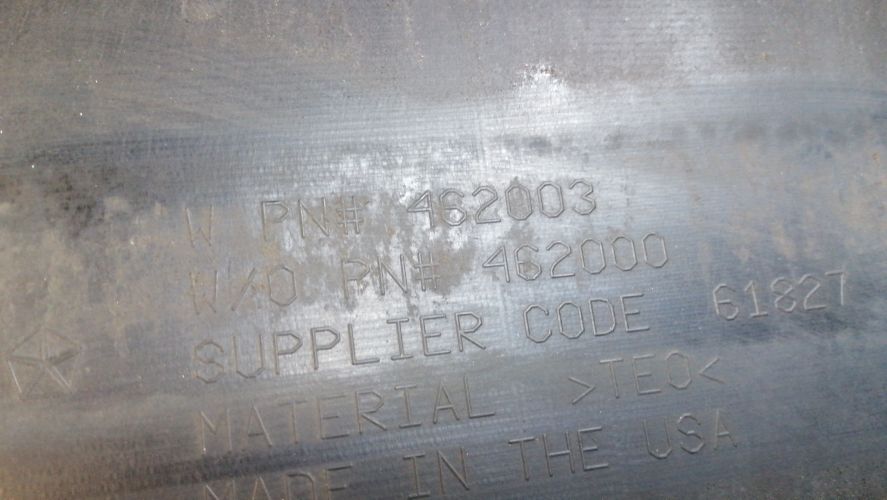 W PN# 462003
W/O PN# 462000
SUPPLIER CODE 61827
MATERIAL >TEO<
MADE IN THE USA